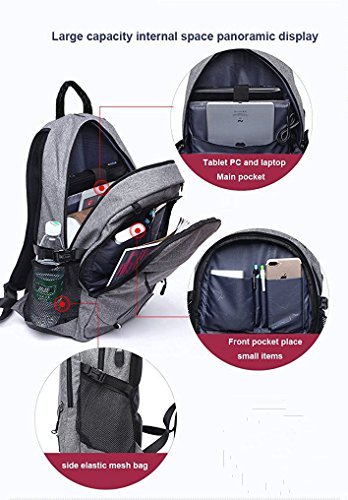 Large capacity internal space panoramic display
Tablet PC and laptop
Main pocket
Front pocket place
small items
side elastic mesh bag